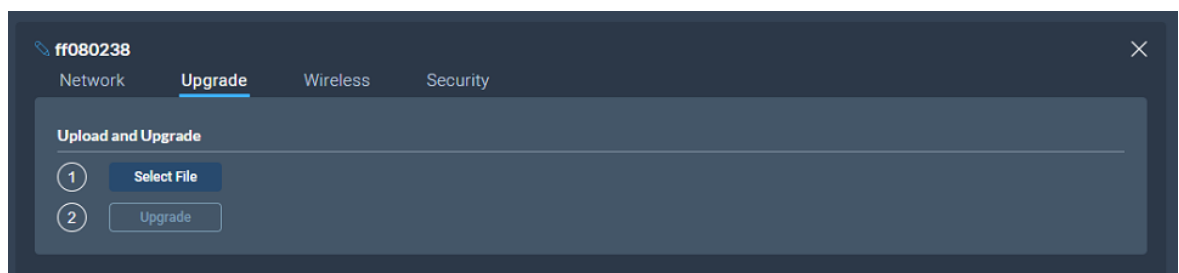 ff080238
Network Upgrade Wireless Security
Upload and Upgrade
1 Select File
2 Upgrade